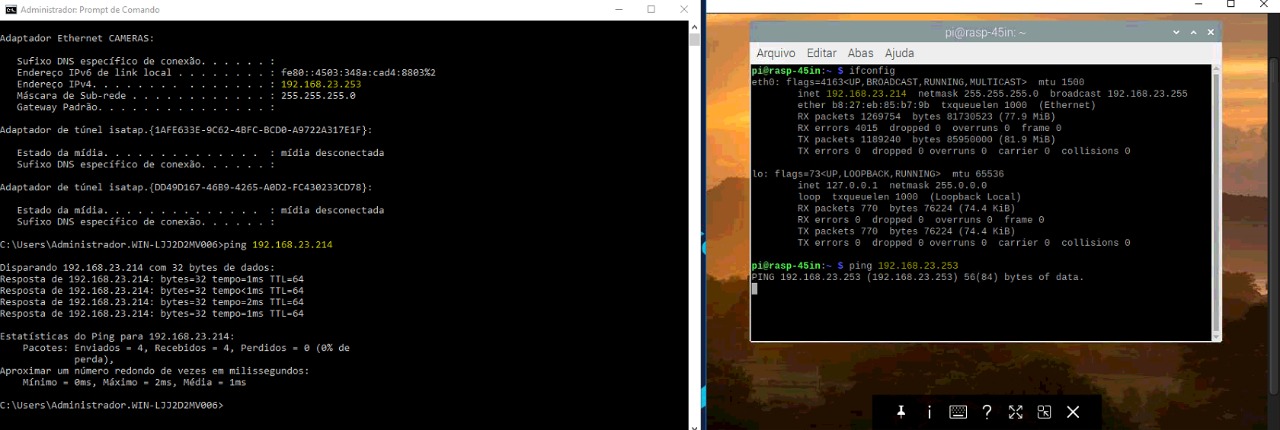 Administrador: Prompt de Comando
Adaptador Ethernet CAMERAS:
Sufixo DNS específico de conexão. . . . . . :
Endereço IPv6 de link local . . . . . . . . : fe80::4503:348a:cad4:8803%2
Endereço IPv4. . . . . . . . . . . . . . . : 192.168.23.253
Máscara de Sub-rede . . . . . . . . . . . . : 255.255.255.0
Gateway Padrão. . . . . . . . . . . . . . . :
Adaptador de túnel isatap.{1AFE633E-9C62-4BFC-BCD0-A9722A317E1F}:
Estado da mídia. . . . . . . . . . . . . . : mídia desconectada
Sufixo DNS específico de conexão. . . . . . :
Adaptador de túnel isatap.{DD49D167-46B9-4265-A0D2-FC430233CD78}:
Estado da mídia. . . . . . . . . . . . . . : mídia desconectada
Sufixo DNS específico de conexão. . . . . . :
C:\Users\Administrador.WIN-LJJ2D2MV006>ping 192.168.23.214
Disparando 192.168.23.214 com 32 bytes de dados:
Resposta de 192.168.23.214: bytes=32 tempo=1ms TTL=64
Resposta de 192.168.23.214: bytes=32 tempo<1ms TTL=64
Resposta de 192.168.23.214: bytes=32 tempo=2ms TTL=64
Resposta de 192.168.23.214: bytes=32 tempo=1ms TTL=64
Estatísticas do Ping para 192.168.23.214:
Pacotes: Enviados = 4, Recebidos = 4, Perdidos = 0 (0% de
perda),
Aproximar um número redondo de vezes em milissegundos:
Mínimo = 0ms, Máximo = 2ms, Média = 1ms
C:\Users\Administrador.WIN-LJJ2D2MV006>
pi@rasp-45in: ~
Arquivo Editar Abas Ajuda
pi@rasp-45in:~ $ ifconfig
eth0: flags=4163<UP,BROADCAST,RUNNING,MULTICAST> mtu 1500
inet 192.168.23.214 netmask 255.255.255.0 broadcast 192.168.23.255
ether b8:27:eb:85:b7:9b txqueuelen 1000 (Ethernet)
RX packets 1269754 bytes 81730523 (77.9 MiB)
RX errors 4015 dropped 0 overruns 0 frame 0
TX packets 1189240 bytes 85950000 (81.9 MiB)
TX errors 0 dropped 0 overruns 0 carrier 0 collisions 0
lo: flags=73<UP,LOOPBACK,RUNNING> mtu 65536
inet 127.0.0.1 netmask 255.0.0.0
loop txqueuelen 1000 (Loopback Local)
RX packets 770 bytes 76224 (74.4 KiB)
RX errors 0 dropped 0 overruns 0 frame 0
TX packets 770 bytes 76224 (74.4 KiB)
TX errors 0 dropped 0 overruns 0 carrier 0 collisions 0
pi@rasp-45in:~ $ ping 192.168.23.253
PING 192.168.23.253 (192.168.23.253) 56(84) bytes of data.